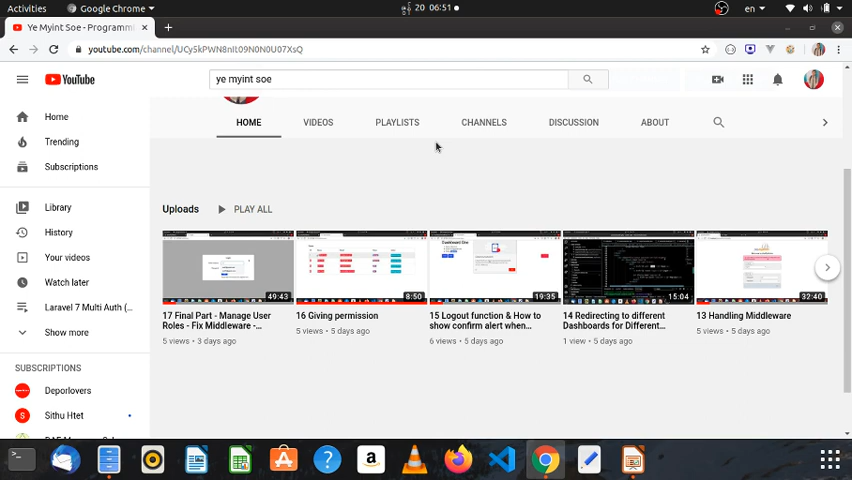 Activities
Google Chrome
20 06:51
en
Ye Myint Soe - Programmi
youtube.com/channel/UCy5kPWN8nIt09N0N0U07XsQ
YouTube
ye myint soe
Home
Trending
Subscriptions
Library
History
Your videos
Watch later
Laravel 7 Multi Auth (...
Show more
SUBSCRIPTIONS
Deporlovers
S Sithu Htet
HOME
VIDEOS
PLAYLISTS
CHANNELS
DISCUSSION
ABOUT
Uploads
PLAY ALL
49:43
17 Final Part - Manage User
Roles - Fix Middleware -...
5 views • 3 days ago
8:50
16 Giving permission
5 views • 5 days ago
19:35
15 Logout function & How to
show confirm alert when...
6 views • 5 days ago
15:04
14 Redirecting to different
Dashboards for Different...
1 view • 5 days ago
32:40
13 Handling Middleware
5 views • 5 days ago